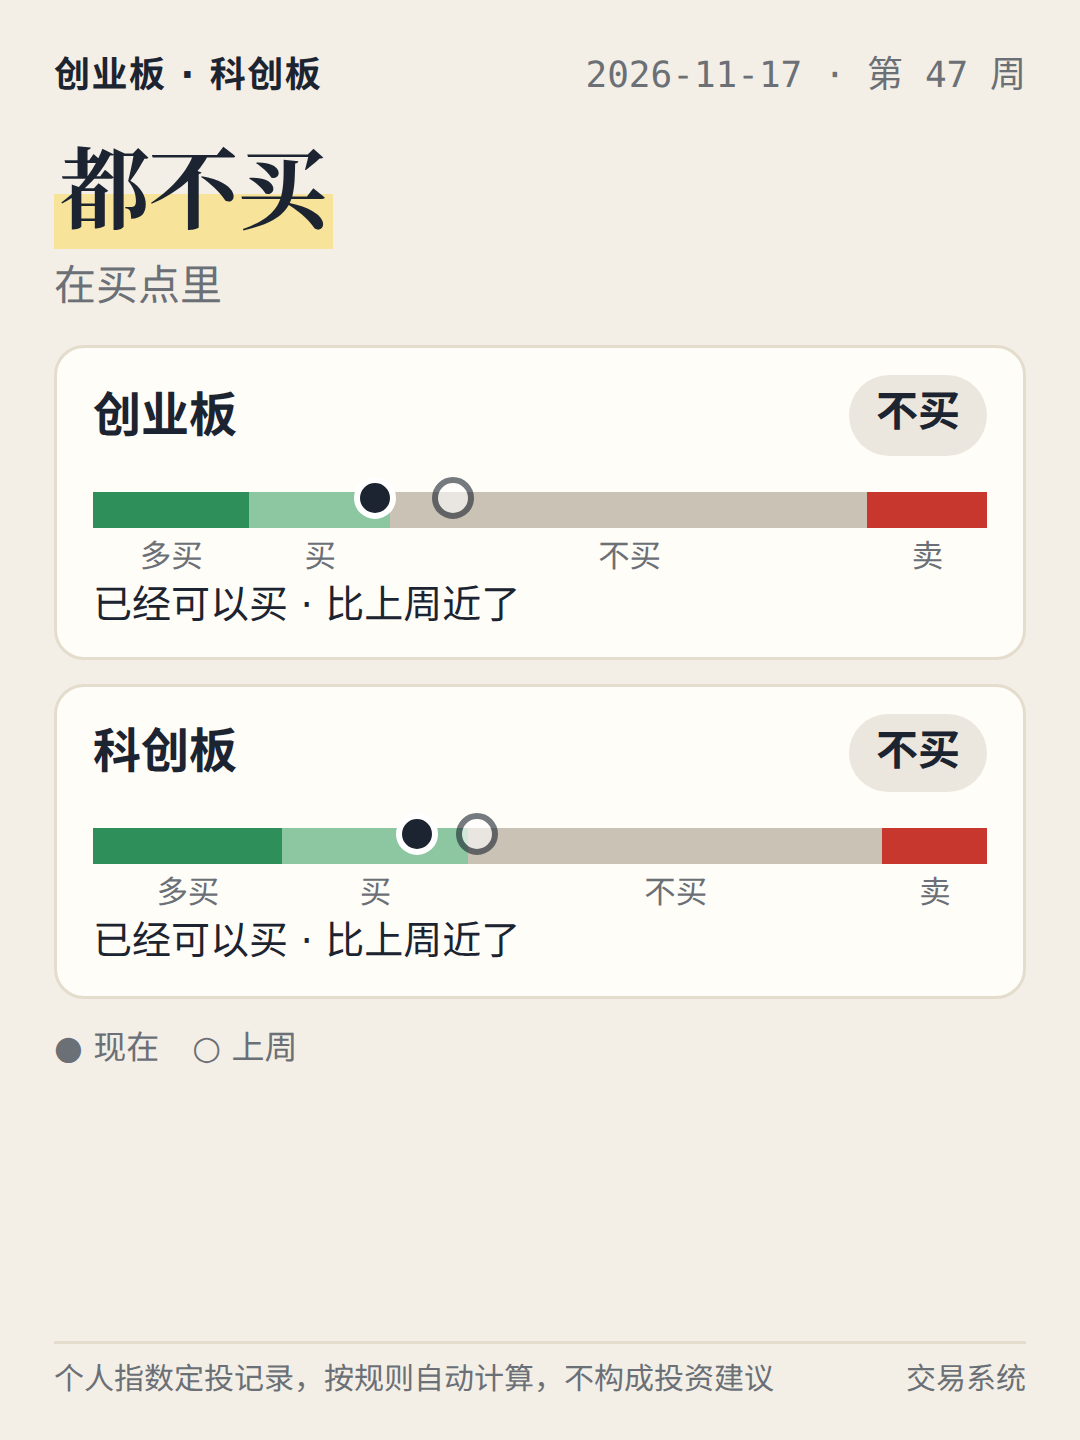 创业板 · 科创板
2026-11-17 · 第 47 周
都不买
在买点里
创业板
不买
多买 买 不买 卖
已经可以买 · 比上周近了
科创板
不买
多买 买 不买 卖
已经可以买 · 比上周近了
● 现在 ○ 上周
个人指数定投记录，按规则自动计算，不构成投资建议
交易系统